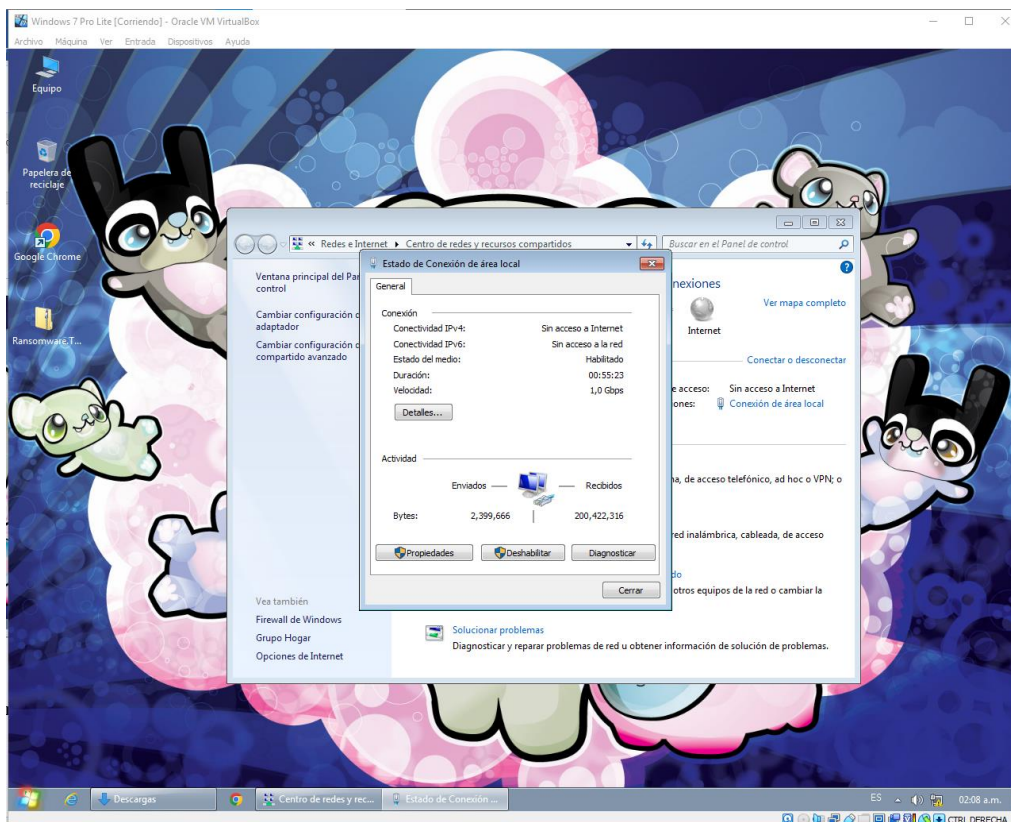 Windows 7 Pro Lite [Corriendo] - Oracle VM VirtualBox
Archivo Máquina Ver Entrada Dispositivos Ayuda
Equipo
Papelera de
reciclaje
Google Chrome
Ransomware.T...
« Redes e Internet Centro de redes y recursos compartidos
Buscar en el Panel de control
Ventana principal del Pa
control
Cambiar configuración d
adaptador
Cambiar configuración
compartido avanzado
Vea también
Firewall de Windows
Grupo Hogar
Opciones de Internet
nexiones
Ver mapa completo
Internet
Conectar o desconectar
e acceso: Sin acceso a Internet
ones: Conexión de área local
a, de acceso telefónico, ad hoc o VPN; o
red inalámbrica, cableada, de acceso
do
otros equipos de la red o cambiar la
Solucionar problemas
Diagnosticar y reparar problemas de red u obtener información de solución de problemas.
Estado de Conexión de área local
General
Conexión
Conectividad IPv4: Sin acceso a Internet
Conectividad IPv6: Sin acceso a la red
Estado del medio: Habilitado
Duración: 00:55:23
Velocidad: 1,0 Gbps
Detalles...
Actividad
Enviados — — Recibidos
Bytes: 2,399,666 | 200,422,316
Propiedades Deshabilitar Diagnosticar
Cerrar
Descargas Centro de redes y rec... Estado de Conexión ... ES 02:08 a.m.
CTRL DERECHA